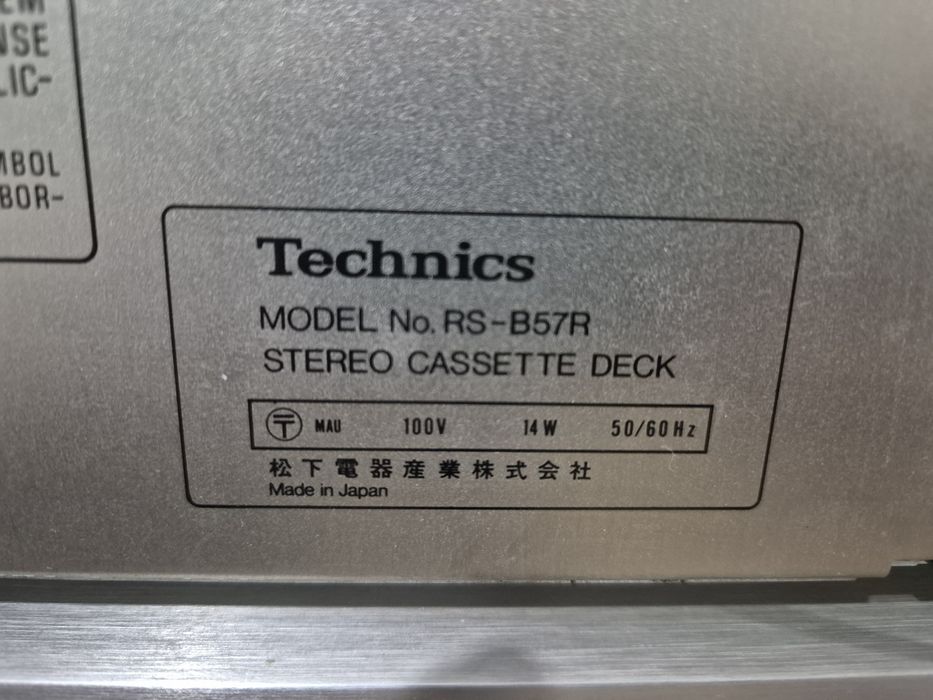 NSE
LIC-
MBOL
BOR-
Technics
MODEL No. RS-B57R
STEREO CASSETTE DECK
〒 MAU 100V 14W 50/60Hz
松下電器産業株式会社
Made in Japan